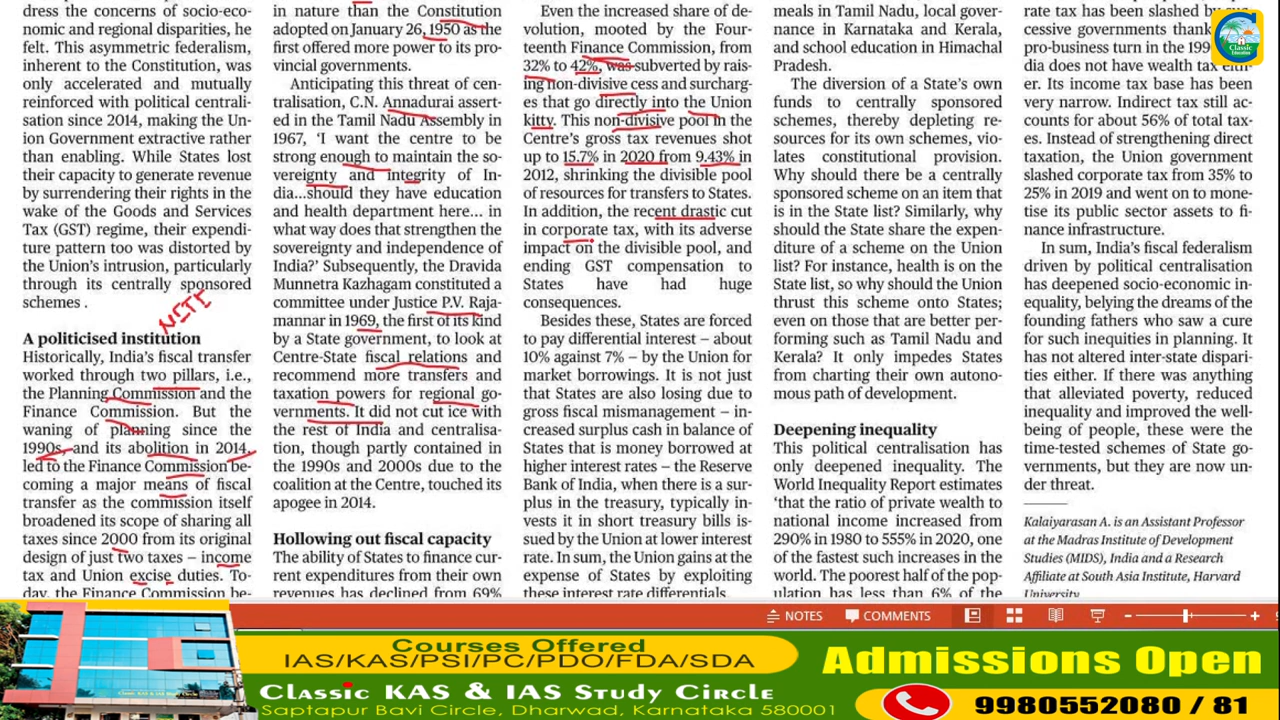 dress the concerns of socio-eco-
nomic and regional disparities, he
felt. This asymmetric federalism,
inherent to the Constitution, was
only accelerated and mutually
reinforced with political centrali-
sation since 2014, making the Un-
ion Government extractive rather
than enabling. While States lost
their capacity to generate revenue
by surrendering their rights in the
wake of the Goods and Services
Tax (GST) regime, their expendi-
ture pattern too was distorted by
the Union's intrusion, particularly
through its centrally sponsored
schemes .
NITI
A politicised institution
Historically, India's fiscal transfer
worked through two pillars, i.e.,
the Planning Commission and the
Finance Commission. But the
waning of planning since the
1990s, and its abolition in 2014,
led to the Finance Commission be-
coming a major means of fiscal
transfer as the commission itself
broadened its scope of sharing all
taxes since 2000 from its original
design of just two taxes – income
tax and Union excise duties. To-
day, the Finance Commission be-
in nature than the Constitution
adopted on January 26, 1950 as the
first offered more power to its pro-
vincial governments.
Anticipating this threat of cen-
tralisation, C.N. Annadurai assert-
ed in the Tamil Nadu Assembly in
1967, 'I want the centre to be
strong enough to maintain the so-
vereignty and integrity of In-
dia...should they have education
and health department here... in
what way does that strengthen the
sovereignty and independence of
India?' Subsequently, the Dravida
Munnetra Kazhagam constituted a
committee under Justice P.V. Raja-
mannar in 1969, the first of its kind
by a State government, to look at
Centre-State fiscal relations and
recommend more transfers and
taxation powers for regional go-
vernments. It did not cut ice with
the rest of India and centralisa-
tion, though partly contained in
the 1990s and 2000s due to the
coalition at the Centre, touched its
apogee in 2014.
Hollowing out fiscal capacity
The ability of States to finance cur-
rent expenditures from their own
revenues has declined from 69%
Even the increased share of de-
volution, mooted by the Four-
teenth Finance Commission, from
32% to 42%, was subverted by rais-
ing non-divisive cess and surcharg-
es that go directly into the Union
kitty. This non-divisive pool in the
Centre's gross tax revenues shot
up to 15.7% in 2020 from 9.43% in
2012, shrinking the divisible pool
of resources for transfers to States.
In addition, the recent drastic cut
in corporate tax, with its adverse
impact on the divisible pool, and
ending GST compensation to
States have had huge
consequences.
Besides these, States are forced
to pay differential interest – about
10% against 7% – by the Union for
market borrowings. It is not just
that States are also losing due to
gross fiscal mismanagement – in-
creased surplus cash in balance of
States that is money borrowed at
higher interest rates – the Reserve
Bank of India, when there is a sur-
plus in the treasury, typically in-
vests it in short treasury bills is-
sued by the Union at lower interest
rate. In sum, the Union gains at the
expense of States by exploiting
these interest rate differentials.
meals in Tamil Nadu, local gover-
nance in Karnataka and Kerala,
and school education in Himachal
Pradesh.
The diversion of a State's own
funds to centrally sponsored
schemes, thereby depleting re-
sources for its own schemes, vio-
lates constitutional provision.
Why should there be a centrally
sponsored scheme on an item that
is in the State list? Similarly, why
should the State share the expen-
diture of a scheme on the Union
list? For instance, health is on the
State list, so why should the Union
thrust this scheme onto States;
even on those that are better per-
forming such as Tamil Nadu and
Kerala? It only impedes States
from charting their own autono-
mous path of development.
Deepening inequality
This political centralisation has
only deepened inequality. The
World Inequality Report estimates
'that the ratio of private wealth to
national income increased from
290% in 1980 to 555% in 2020, one
of the fastest such increases in the
world. The poorest half of the pop-
ulation has less than 6% of the
rate tax has been slashed by
cessive governments
pro-business turn in the
dia does not have wealth tax
er. Its income tax base has been
very narrow. Indirect tax still ac-
counts for about 56% of total tax-
es. Instead of strengthening direct
taxation, the Union government
slashed corporate tax from 35% to
25% in 2019 and went on to mone-
tise its public sector assets to fi-
nance infrastructure.
In sum, India's fiscal federalism
driven by political centralisation
has deepened socio-economic in-
equality, belying the dreams of the
founding fathers who saw a cure
for such inequities in planning. It
has not altered inter-state dispari-
ties either. If there was anything
that alleviated poverty, reduced
inequality and improved the well-
being of people, these were the
time-tested schemes of State go-
vernments, but they are now un-
der threat.
Kalaiyarasan A. is an Assistant Professor
at the Madras Institute of Development
Studies (MIDS), India and a Research
Affiliate at South Asia Institute, Harvard
University
Classic
Education
NOTES COMMENTS
Courses Offered
IAS/KAS/PSI/PC/PDO/FDA/SDA
Classic KAS & IAS Study Circle
Saptapur Bavi Circle, Dharwad, Karnataka 580001
Admissions Open
9980552080 / 81